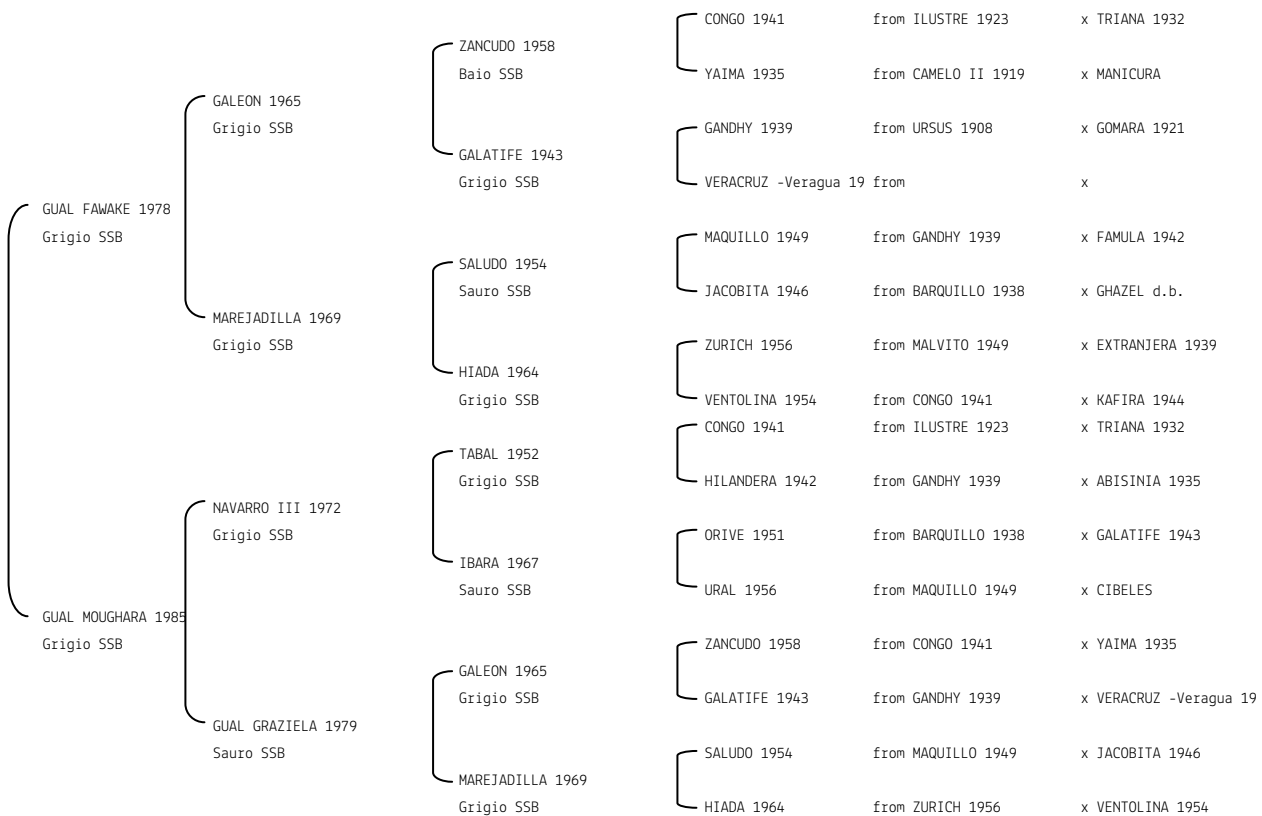 CONGO 1941 from ILUSTRE 1923 x TRIANA 1932
ZANCUDO 1958
Baio SSB YAIMA 1935 from CAMELO II 1919 x MANICURA
GALEON 1965
Grigio SSB GANDHY 1939 from URSUS 1908 x GOMARA 1921
GALATIFE 1943
Grigio SSB VERACRUZ -Veragua 19 from x
GUAL FAWAKE 1978
Grigio SSB MAQUILLO 1949 from GANDHY 1939 x FAMULA 1942
SALUDO 1954
Sauro SSB JACOBITA 1946 from BARQUILLO 1938 x GHAZEL d.b.
MAREJADILLA 1969
Grigio SSB ZURICH 1956 from MALVITO 1949 x EXTRANJERA 1939
HIADA 1964
Grigio SSB VENTOLINA 1954 from CONGO 1941 x KAFIRA 1944
CONGO 1941 from ILUSTRE 1923 x TRIANA 1932
TABAL 1952
Grigio SSB HILANDERA 1942 from GANDHY 1939 x ABISINIA 1935
NAVARRO III 1972
Grigio SSB ORIVE 1951 from BARQUILLO 1938 x GALATIFE 1943
IBARA 1967
Sauro SSB URAL 1956 from MAQUILLO 1949 x CIBELES
GUAL MOUGHARA 1985
Grigio SSB ZANCUDO 1958 from CONGO 1941 x YAIMA 1935
GALEON 1965
Grigio SSB GALATIFE 1943 from GANDHY 1939 x VERACRUZ -Veragua 19
GUAL GRAZIELA 1979
Sauro SSB SALUDO 1954 from MAQUILLO 1949 x JACOBITA 1946
MAREJADILLA 1969
Grigio SSB HIADA 1964 from ZURICH 1956 x VENTOLINA 1954